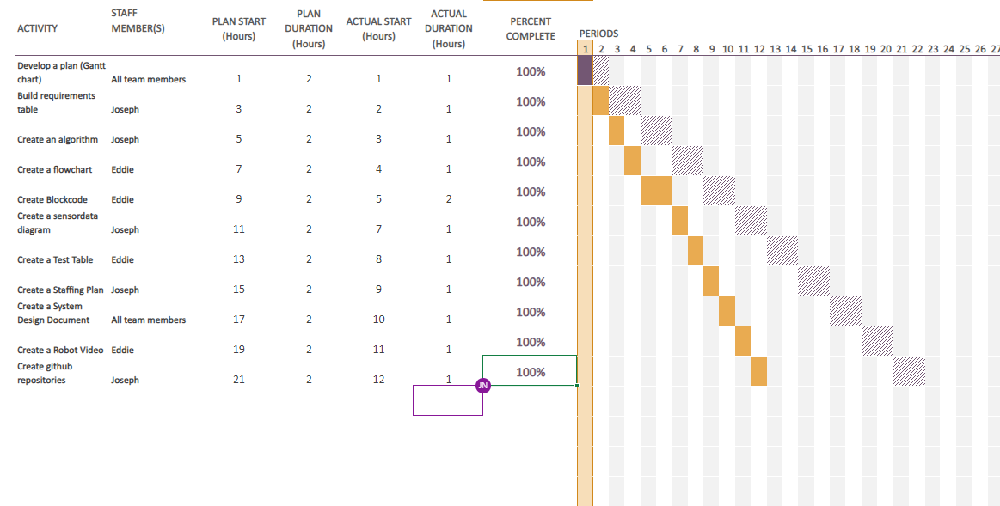 ACTIVITY STAFF MEMBER(S) PLAN START (Hours) PLAN DURATION (Hours) ACTUAL START (Hours) ACTUAL DURATION (Hours) PERCENT COMPLETE PERIODS
1 2 3 4 5 6 7 8 9 10 11 12 13 14 15 16 17 18 19 20 21 22 23 24 25 26 27
Develop a plan (Gantt chart) All team members 1 2 1 1 100%
Build requirements table Joseph 3 2 2 1 100%
Create an algorithm Joseph 5 2 3 1 100%
Create a flowchart Eddie 7 2 4 1 100%
Create Blockcode Eddie 9 2 5 2 100%
Create a sensordata diagram Joseph 11 2 7 1 100%
Create a Test Table Eddie 13 2 8 1 100%
Create a Staffing Plan Joseph 15 2 9 1 100%
Create a System Design Document All team members 17 2 10 1 100%
Create a Robot Video Eddie 19 2 11 1 100%
Create github repositories Joseph 21 2 12 1 100%
JN